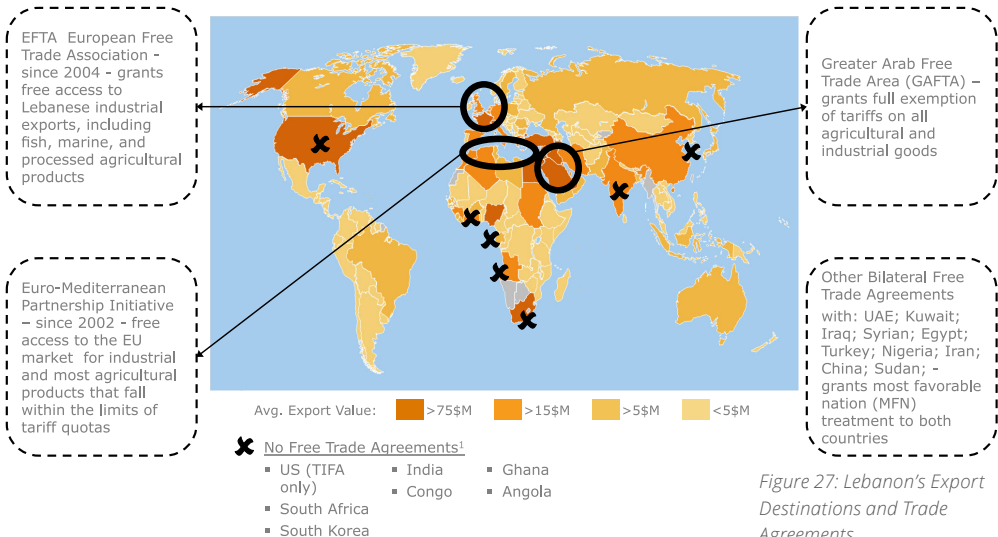 EFTA  European Free
Trade Association -
since 2004 - grants
free access to
Lebanese industrial
exports, including
fish, marine, and
processed agricultural
products
Greater Arab Free
Trade Area (GAFTA) –
grants full exemption
of tariffs on all
agricultural and
industrial goods
Euro-Mediterranean
Partnership Initiative
– since 2002 - free
access to the EU
market  for industrial
and most agricultural
products that fall
within the limits of
tariff quotas
Other Bilateral Free
Trade Agreements
with: UAE; Kuwait;
Iraq; Syrian; Egypt;
Turkey; Nigeria; Iran;
China; Sudan; -
grants most favorable
nation (MFN)
treatment to both
countries
Avg. Export Value: >75$M >15$M >5$M <5$M
No Free Trade Agreements¹
▪ US (TIFA
only)
▪ South Africa
▪ South Korea
▪ India
▪ Congo
▪ Ghana
▪ Angola
Figure 27: Lebanon's Export
Destinations and Trade
Agreements